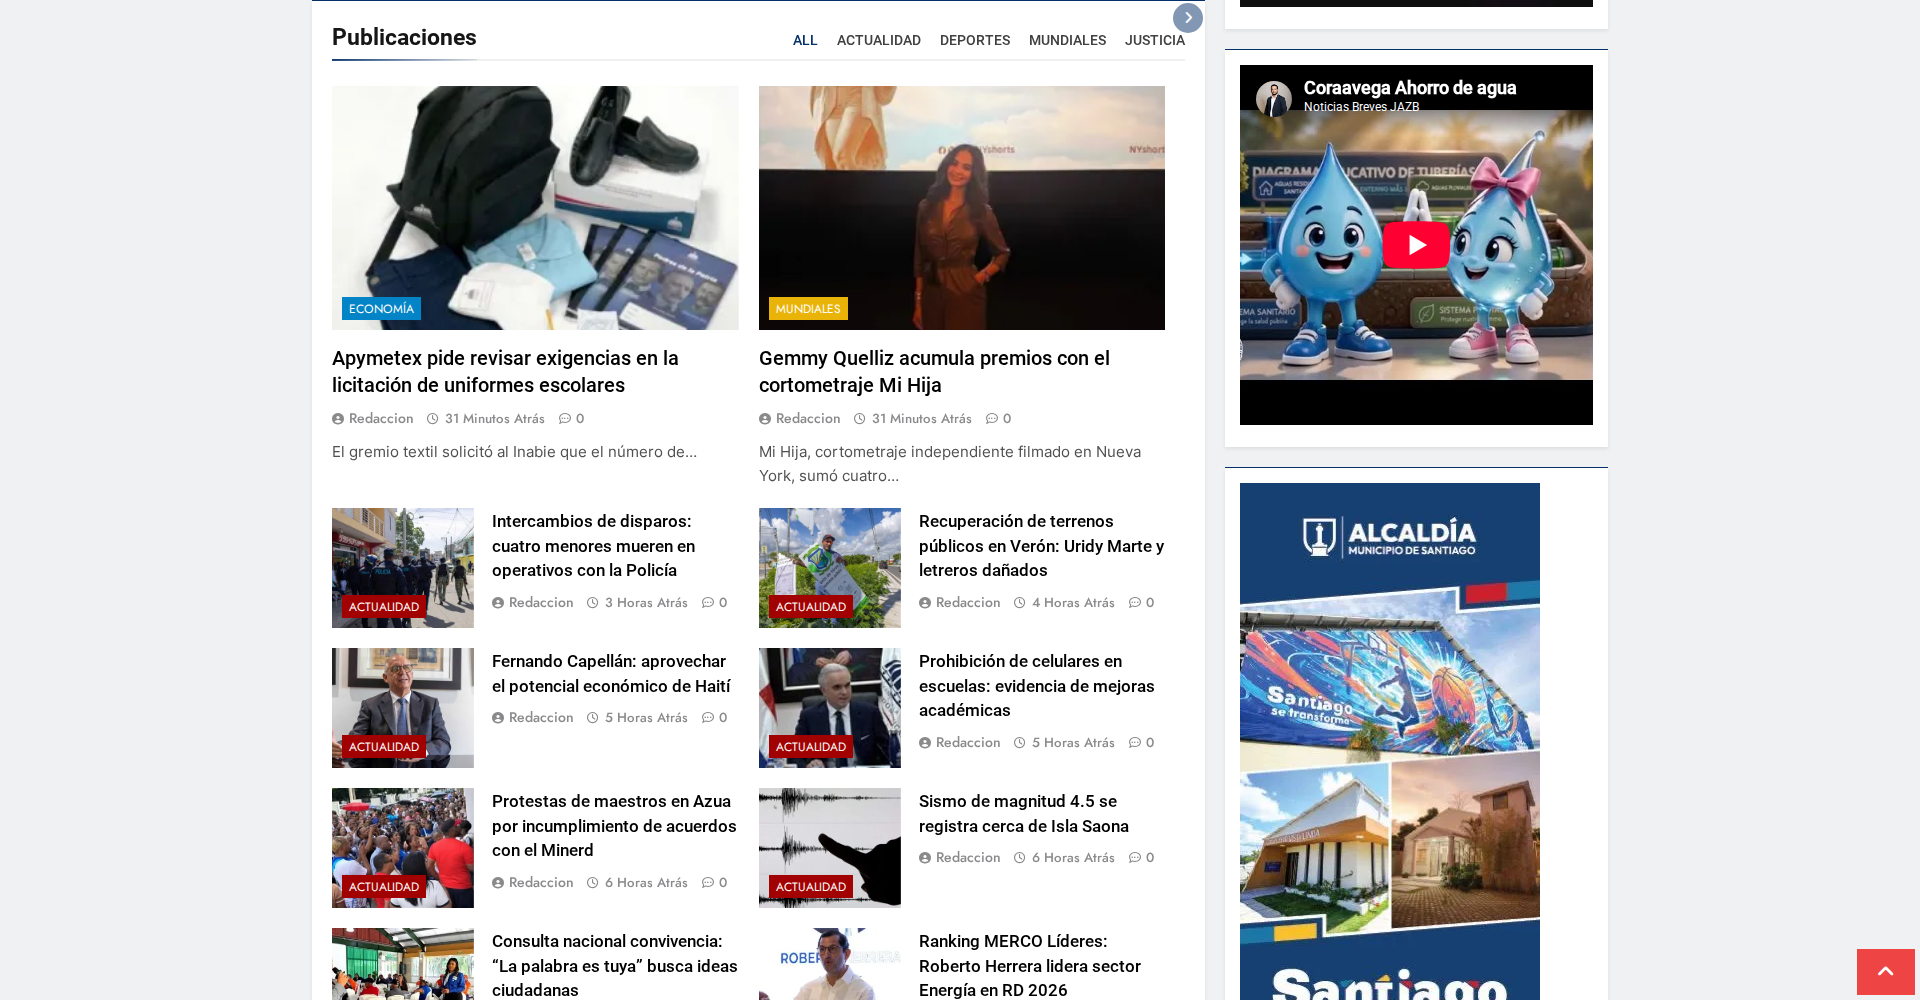 Publicaciones
ALL
ACTUALIDAD
DEPORTES
MUNDIALES
JUSTICIA
NYshorts
NYshorts
ECONOMÍA
MUNDIALES
Apymetex pide revisar exigencias en la
licitación de uniformes escolares
Redaccion 31 Minutos Atrás 0
El gremio textil solicitó al Inabie que el número de...
Gemmy Quelliz acumula premios con el
cortometraje Mi Hija
Redaccion 31 Minutos Atrás 0
Mi Hija, cortometraje independiente filmado en Nueva
York, sumó cuatro...
ACTUALIDAD
Intercambios de disparos:
cuatro menores mueren en
operativos con la Policía
Redaccion 3 Horas Atrás 0
ACTUALIDAD
Recuperación de terrenos
públicos en Verón: Uridy Marte y
letreros dañados
Redaccion 4 Horas Atrás 0
ACTUALIDAD
Fernando Capellán: aprovechar
el potencial económico de Haití
Redaccion 5 Horas Atrás 0
ACTUALIDAD
Prohibición de celulares en
escuelas: evidencia de mejoras
académicas
Redaccion 5 Horas Atrás 0
ACTUALIDAD
Protestas de maestros en Azua
por incumplimiento de acuerdos
con el Minerd
Redaccion 6 Horas Atrás 0
ACTUALIDAD
Sismo de magnitud 4.5 se
registra cerca de Isla Saona
Redaccion 6 Horas Atrás 0
Consulta nacional convivencia:
“La palabra es tuya” busca ideas
ciudadanas
Ranking MERCO Líderes:
Roberto Herrera lidera sector
Energía en RD 2026
Coraavega Ahorro de agua
Noticias Breves JAZB
DIAGRAMA EDUCATIVO DE TUBERÍAS
ALCALDÍA
MUNICIPIO DE SANTIAGO
Santiago
se transforma
Santiago